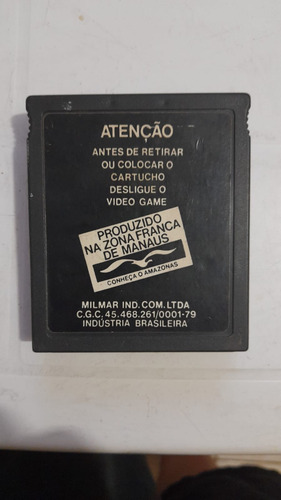 ATENÇÃO
ANTES DE RETIRAR
OU COLOCAR O
CARTUCHO
DESLIGUE O
VIDEO GAME
PRODUZIDO
NA ZONA FRANCA
DE MANAUS
CONHEÇA O AMAZONAS
MILMAR IND.COM.LTDA
C.G.C. 45.468.261/0001-79
INDÚSTRIA BRASILEIRA